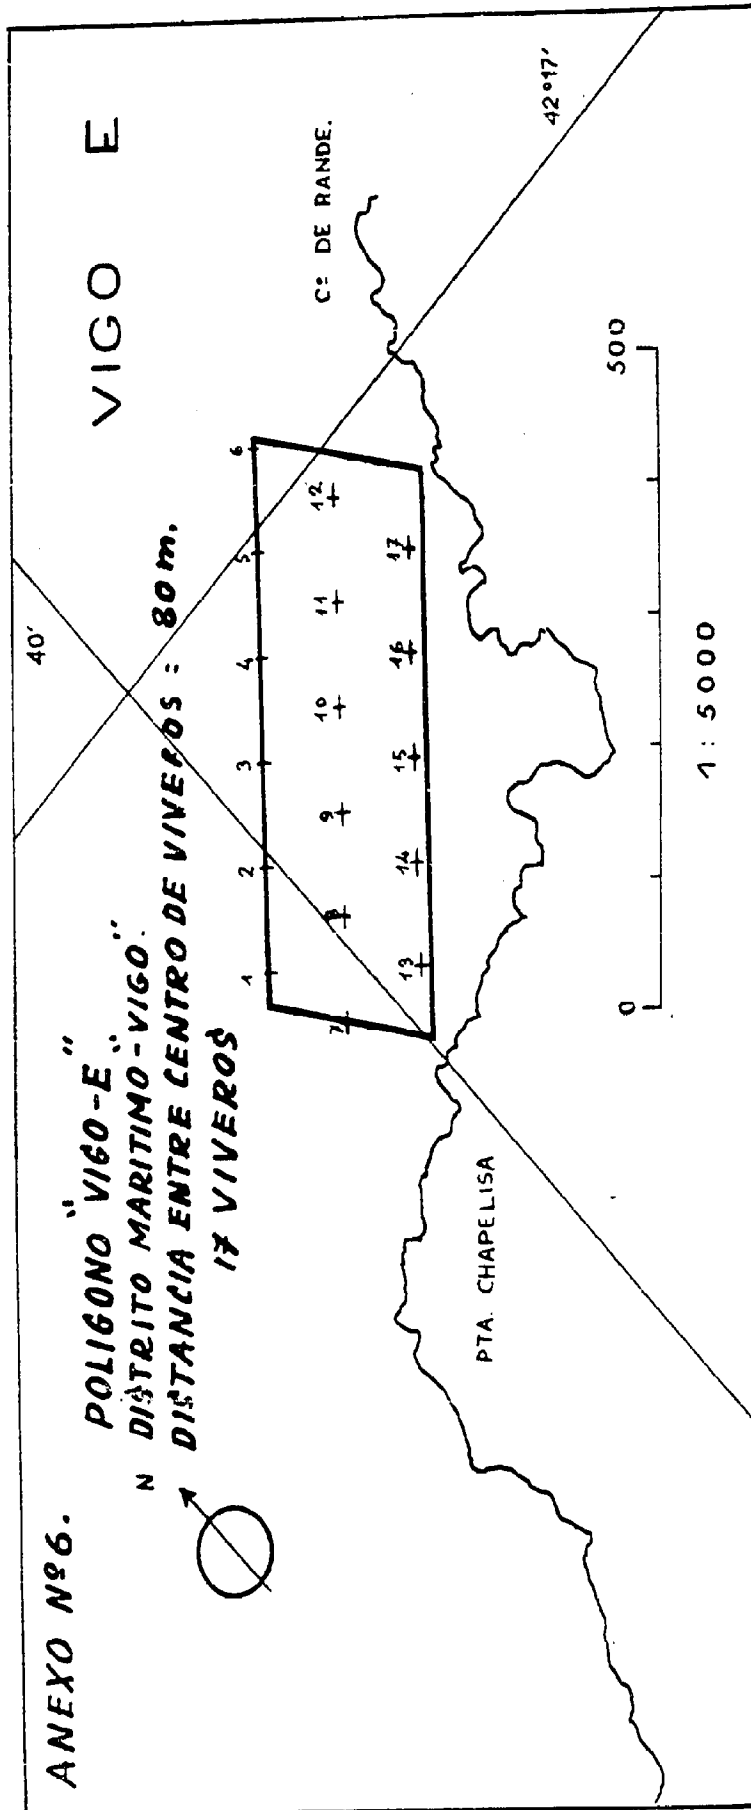 ANEXO Nº6.
POLIGONO "VIGO-E"
DISTRITO MARITIMO-"VIGO".
DISTANCIA ENTRE CENTRO DE VIVEROS = 80 m.
17 VIVEROS
VIGO E
N
40'
42º17'
1 2 3 4 5 6
7 8 9 10 11 12
13 14 15 16 17
Cº DE RANDE.
PTA. CHAPELISA
0 500
1:5000